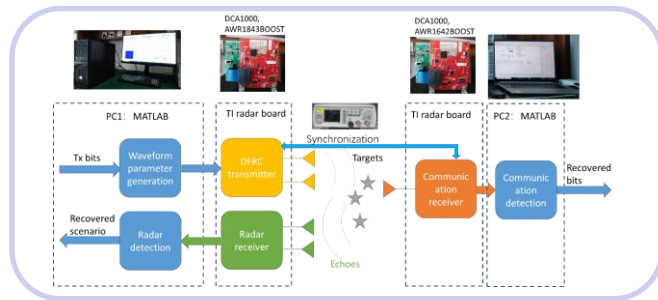 DCA1000,
AWR1843BOOST
DCA1000,
AWR1642BOOST
PC1: MATLAB
TI radar board
Synchronization
TI radar board
PC2: MATLAB
Tx bits
Waveform
parameter
generation
DFRC
transmitter
Targets
Communic
ation
receiver
Communic
ation
detection
Recovered
bits
Recovered
scenario
Radar
detection
Radar
receiver
Echoes